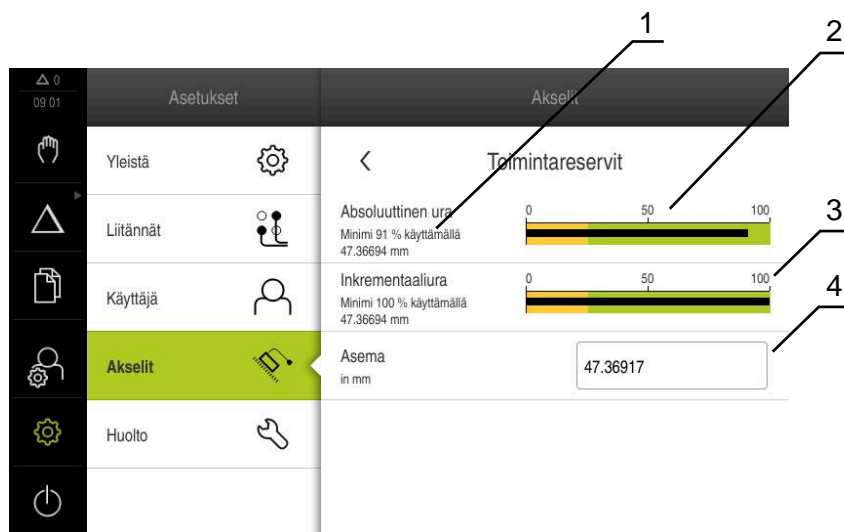 1
2
△ 0
09 01
Asetukset
Akselit
Yleistä
Toimintareservit
Absoluuttinen ura
Minimi 91 % käyttämällä
47.36694 mm
0 50 100
3
Liitännät
Inkrementaaliura
Minimi 100 % käyttämällä
47.36694 mm
0 50 100
4
Käyttäjä
Akselit
Asema
in mm
47.36917
Huolto